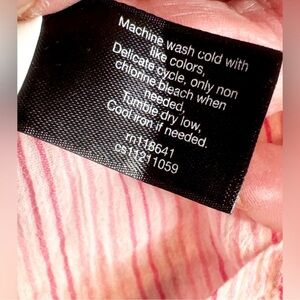 Machine wash cold with
like colors,
Delicate cycle, only non
chlorine bleach when
needed,
Tumble dry low,
Cool iron if needed.
rn118641
cs11211059